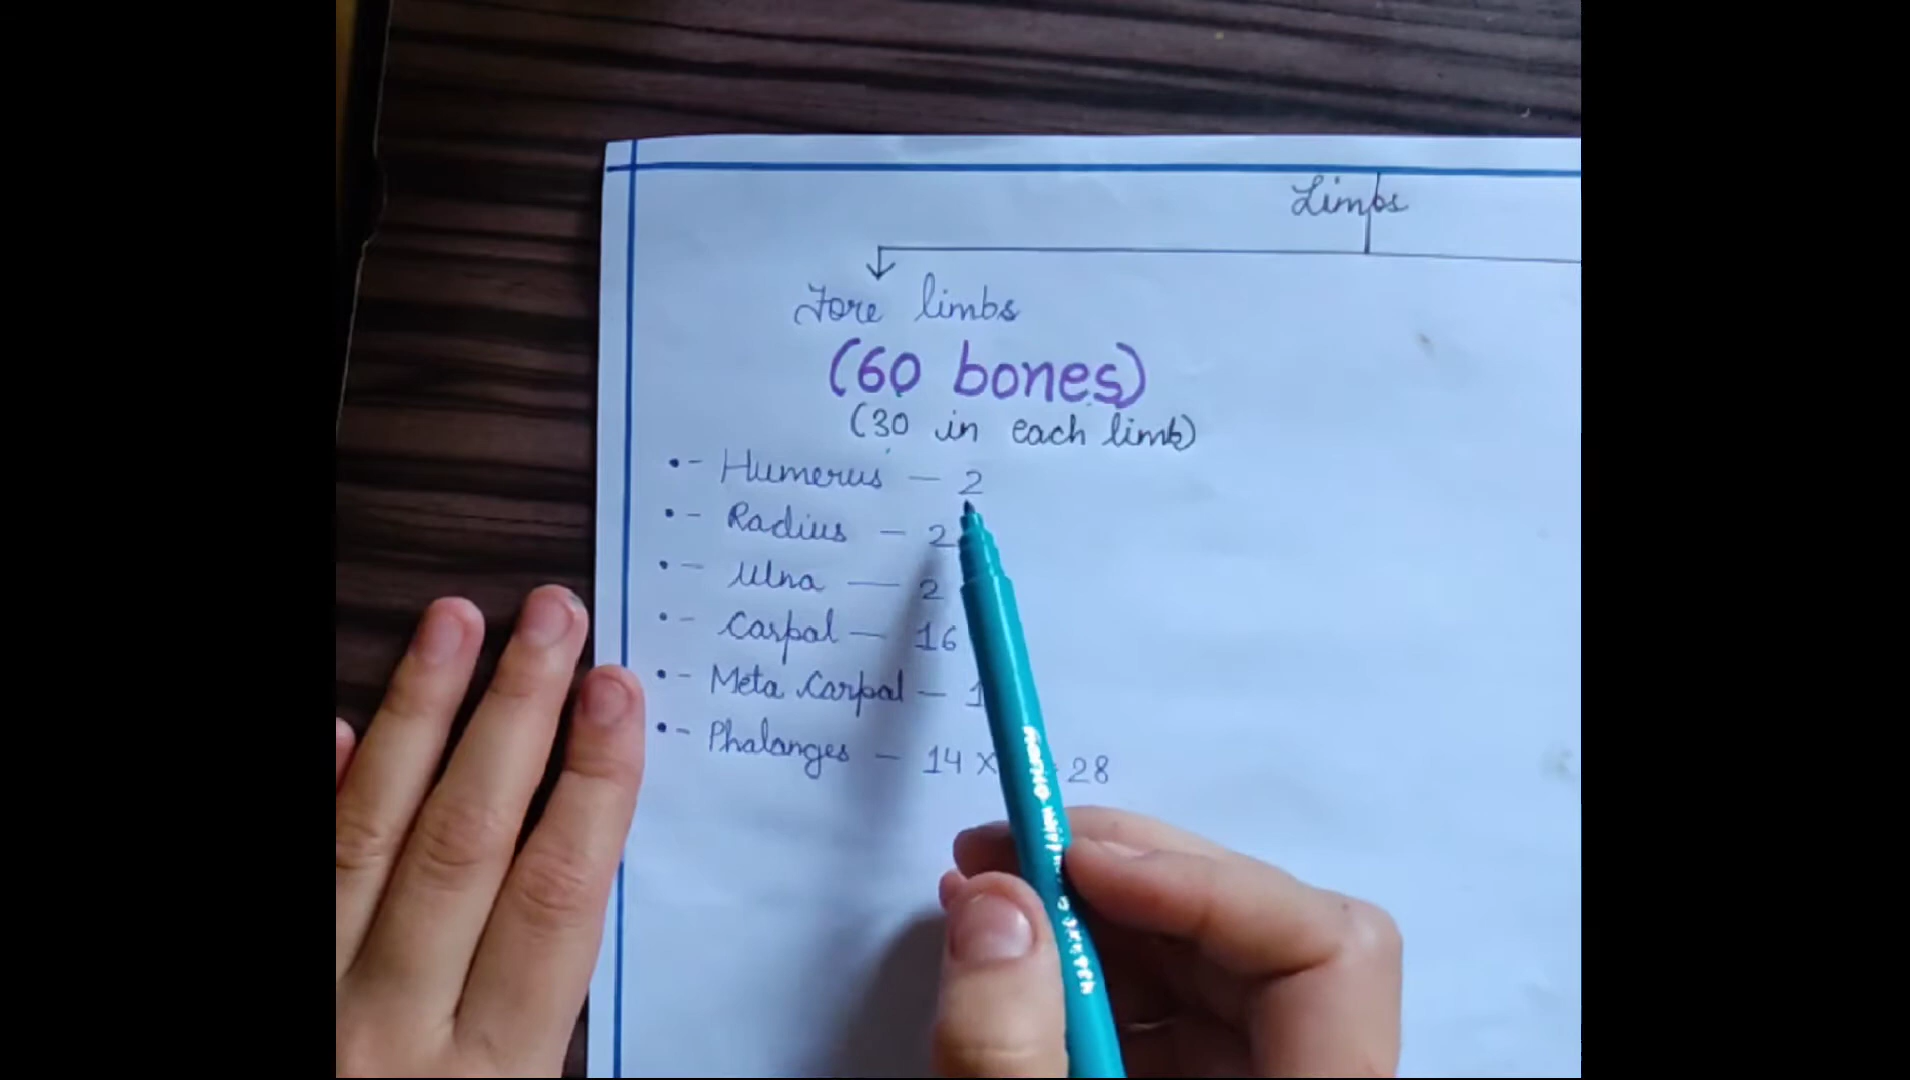 Limbs
Fore limbs
(60 bones)
(30 in each limb)
•- Humerus — 2
•- Radius — 2
•- Ulna — 2
•- Carpal — 16
•- Meta Carpal — 1
•- Phalanges — 14 × 28